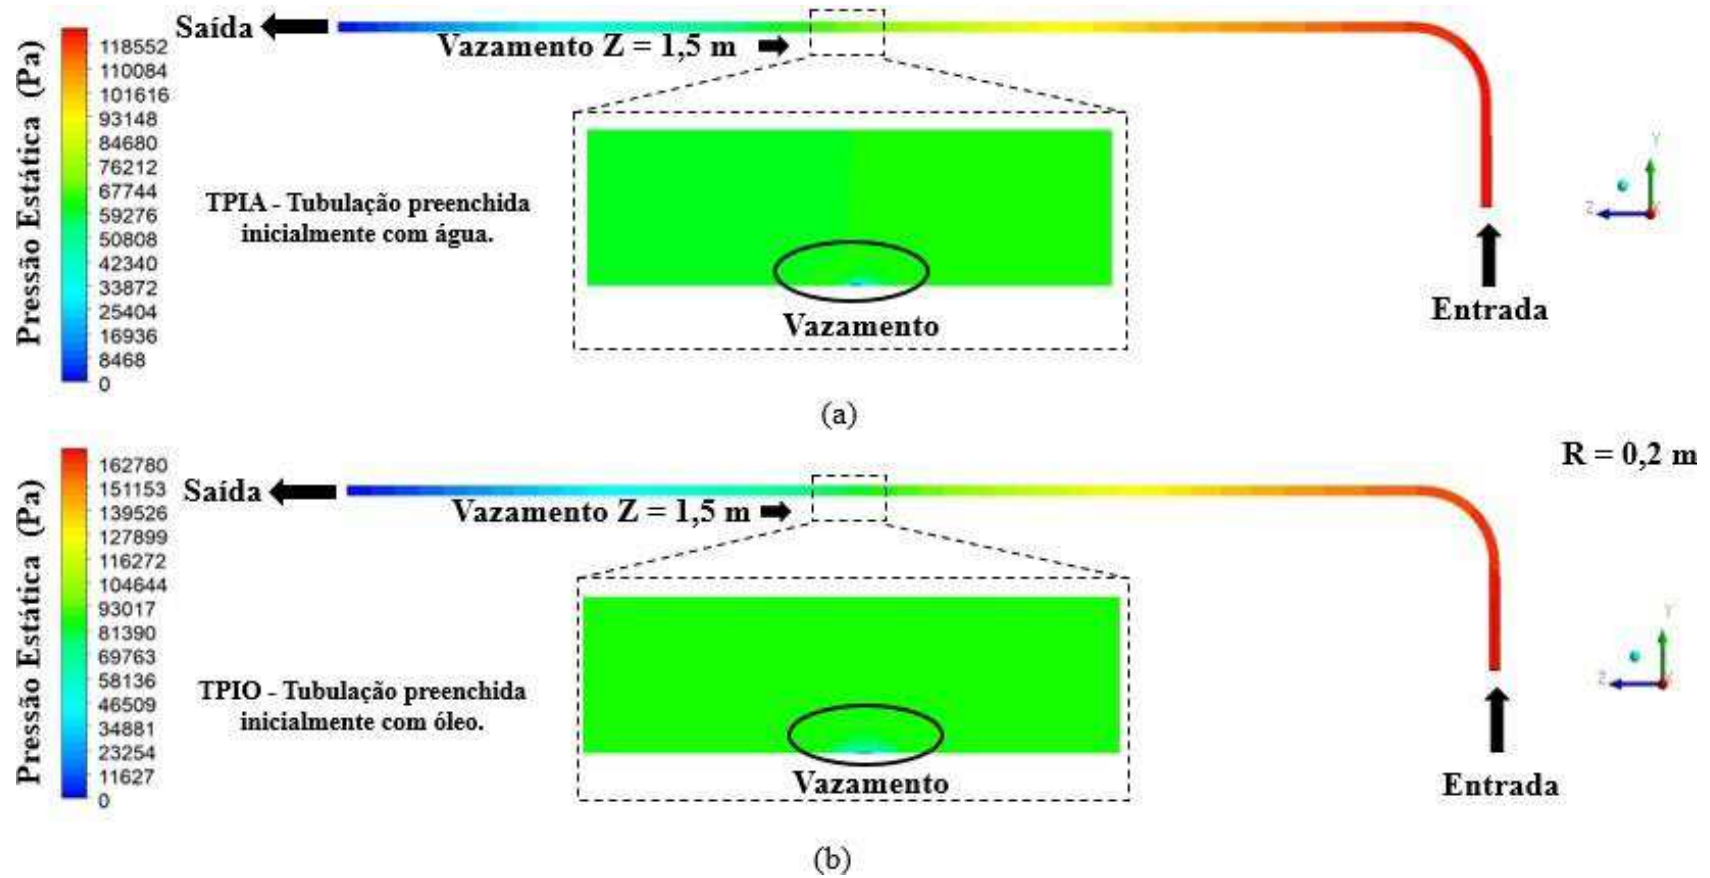 Saída
Vazamento Z = 1,5 m
Pressão Estática (Pa)
118552
110084
101616
93148
84680
76212
67744
59276
50808
42340
33872
25404
16936
8468
0
TPIA - Tubulação preenchida
inicialmente com água.
Vazamento
Entrada
Y
Z
X
(a)
R = 0,2 m
Saída
Vazamento Z = 1,5 m
Pressão Estática (Pa)
162780
151153
139526
127899
116272
104644
93017
81390
69763
58136
46509
34881
23254
11627
0
TPIO - Tubulação preenchida
inicialmente com óleo.
Vazamento
Entrada
Y
Z
X
(b)